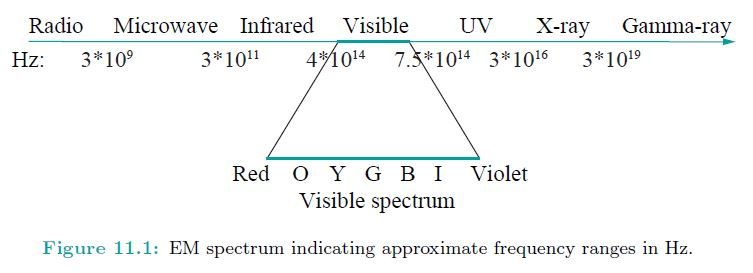 Radio Microwave Infrared Visible UV X-ray Gamma-ray
Hz: 3*10⁹ 3*10¹¹ 4*10¹⁴ 7.5*10¹⁴ 3*10¹⁶ 3*10¹⁹
Red O Y G B I Violet
Visible spectrum
Figure 11.1: EM spectrum indicating approximate frequency ranges in Hz.